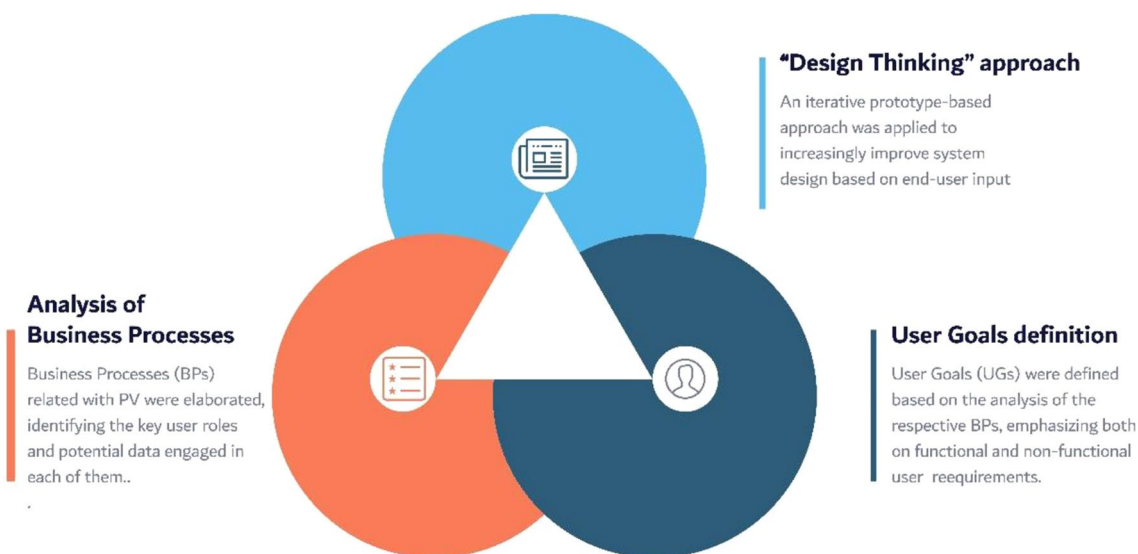 “Design Thinking” approach
An iterative prototype-based
approach was applied to
increasingly improve system
design based on end-user input
Analysis of
Business Processes
Business Processes (BPs)
related with PV were elaborated,
identifying the key user roles
and potential data engaged in
each of them..
.
User Goals definition
User Goals (UGs) were defined
based on the analysis of the
respective BPs, emphasizing both
on functional and non-functional
user reequirements.